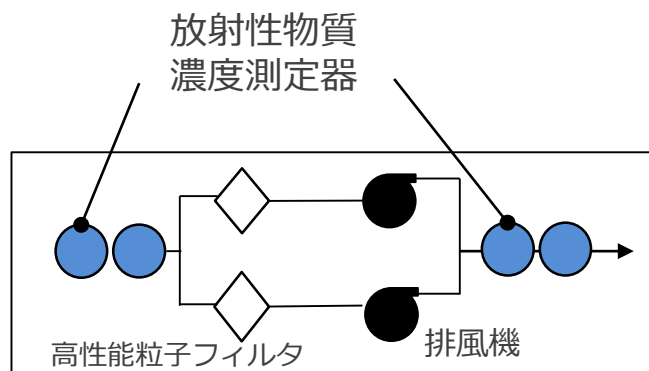 放射性物質
濃度測定器
高性能粒子フィルタ
排風機